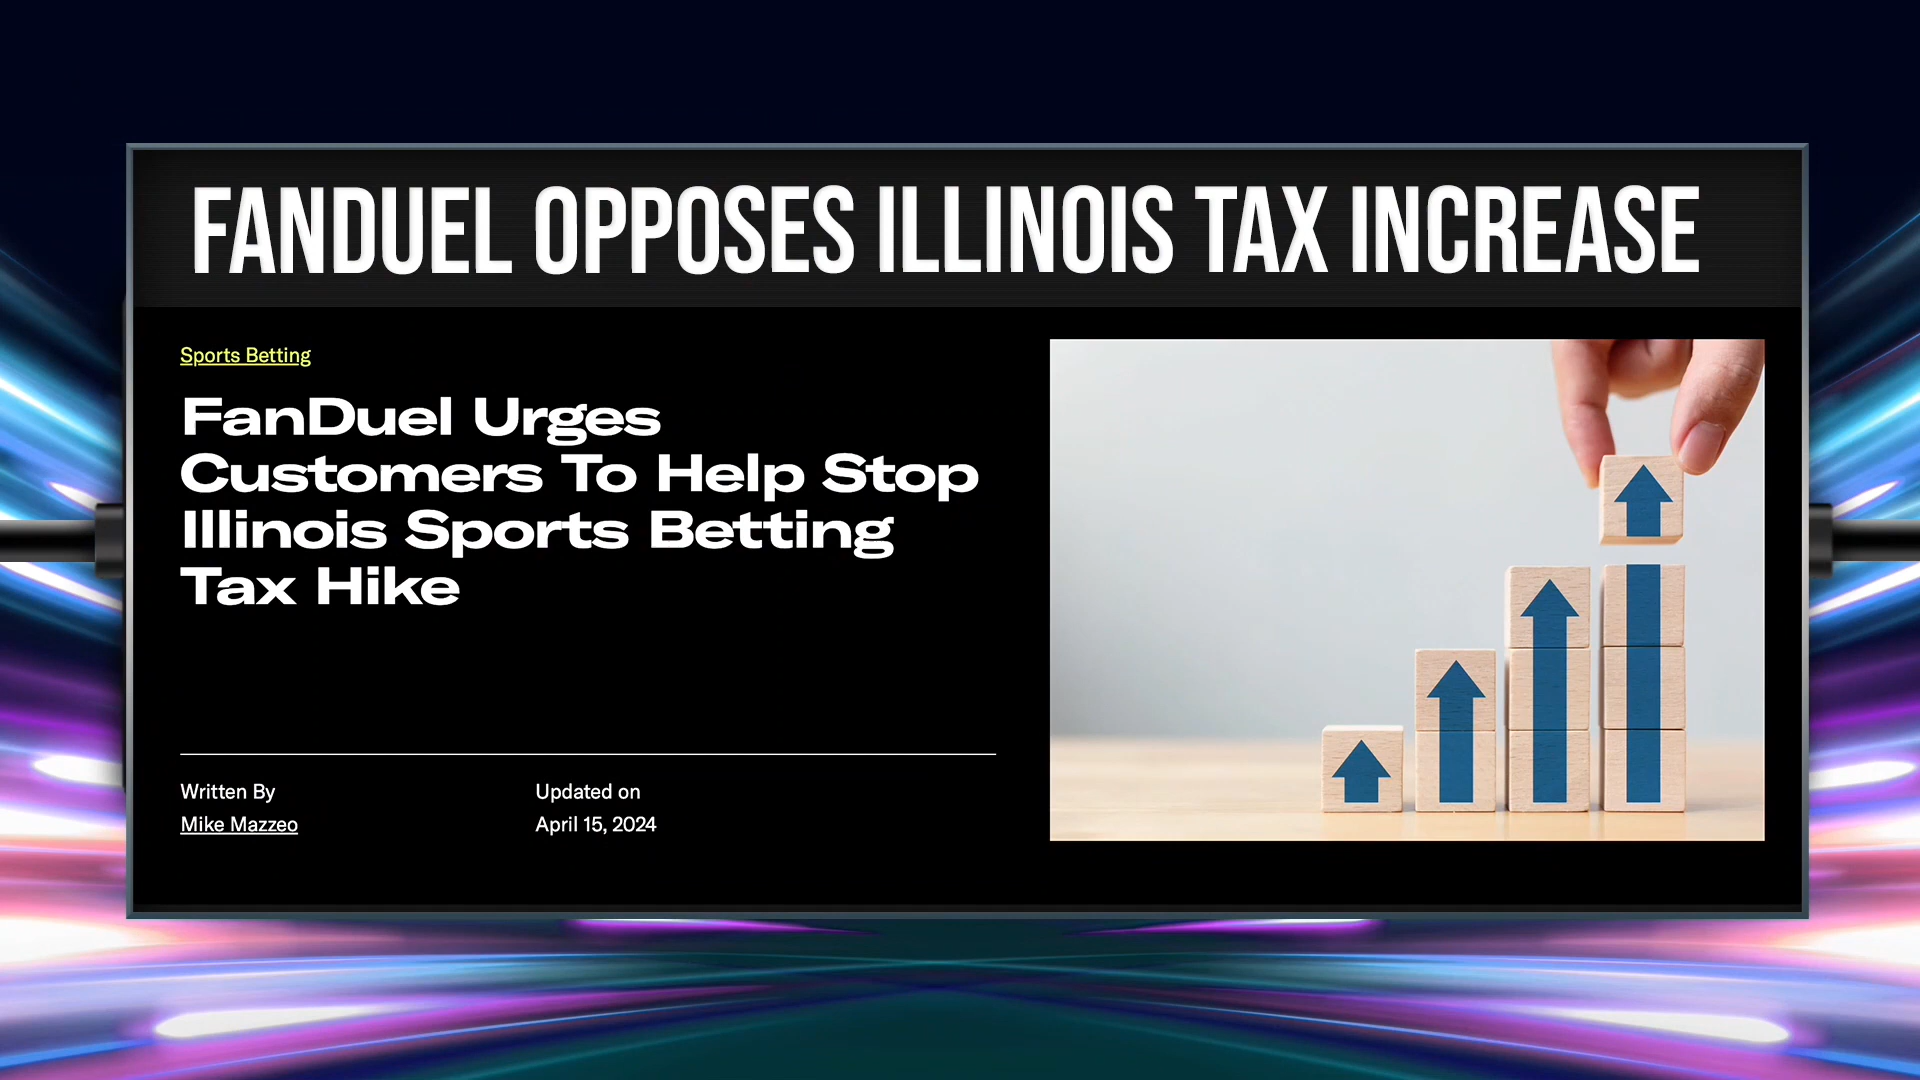 FANDUEL OPPOSES ILLINOIS TAX INCREASE
Sports Betting
FanDuel Urges
Customers To Help Stop
Illinois Sports Betting
Tax Hike
Written By
Mike Mazzeo
Updated on
April 15, 2024